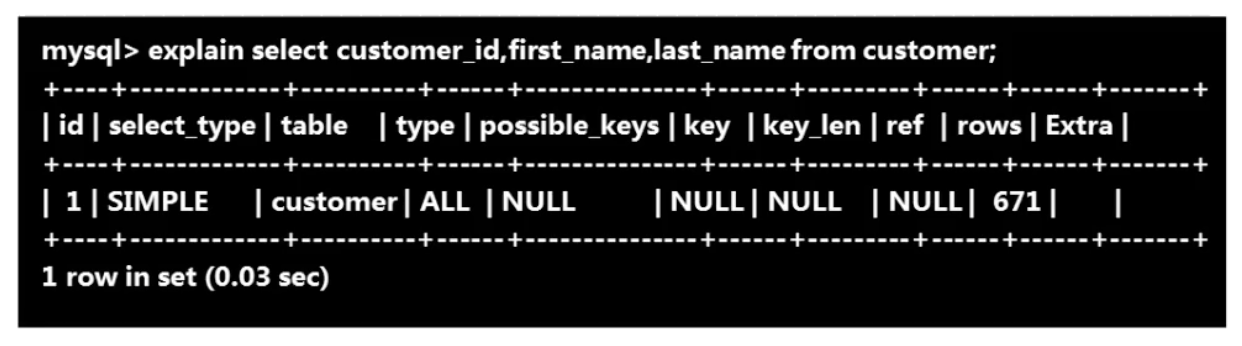 mysql> explain select customer_id,first_name,last_name from customer;
+----+-------------+----------+------+---------------+------+---------+------+------+-------+
| id | select_type | table    | type | possible_keys | key  | key_len | ref  | rows | Extra |
+----+-------------+----------+------+---------------+------+---------+------+------+-------+
|  1 | SIMPLE      | customer | ALL  | NULL          | NULL | NULL    | NULL |  671 |       |
+----+-------------+----------+------+---------------+------+---------+------+------+-------+
1 row in set (0.03 sec)